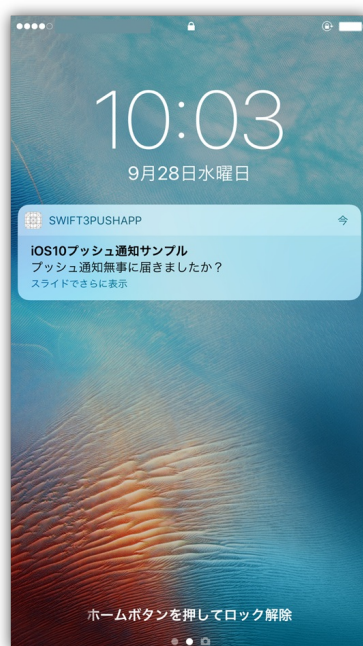 10:03
9月28日水曜日
SWIFT3PUSHAPP 今
iOS10プッシュ通知サンプル
プッシュ通知無事に届きましたか？
スライドでさらに表示
ホームボタンを押してロック解除